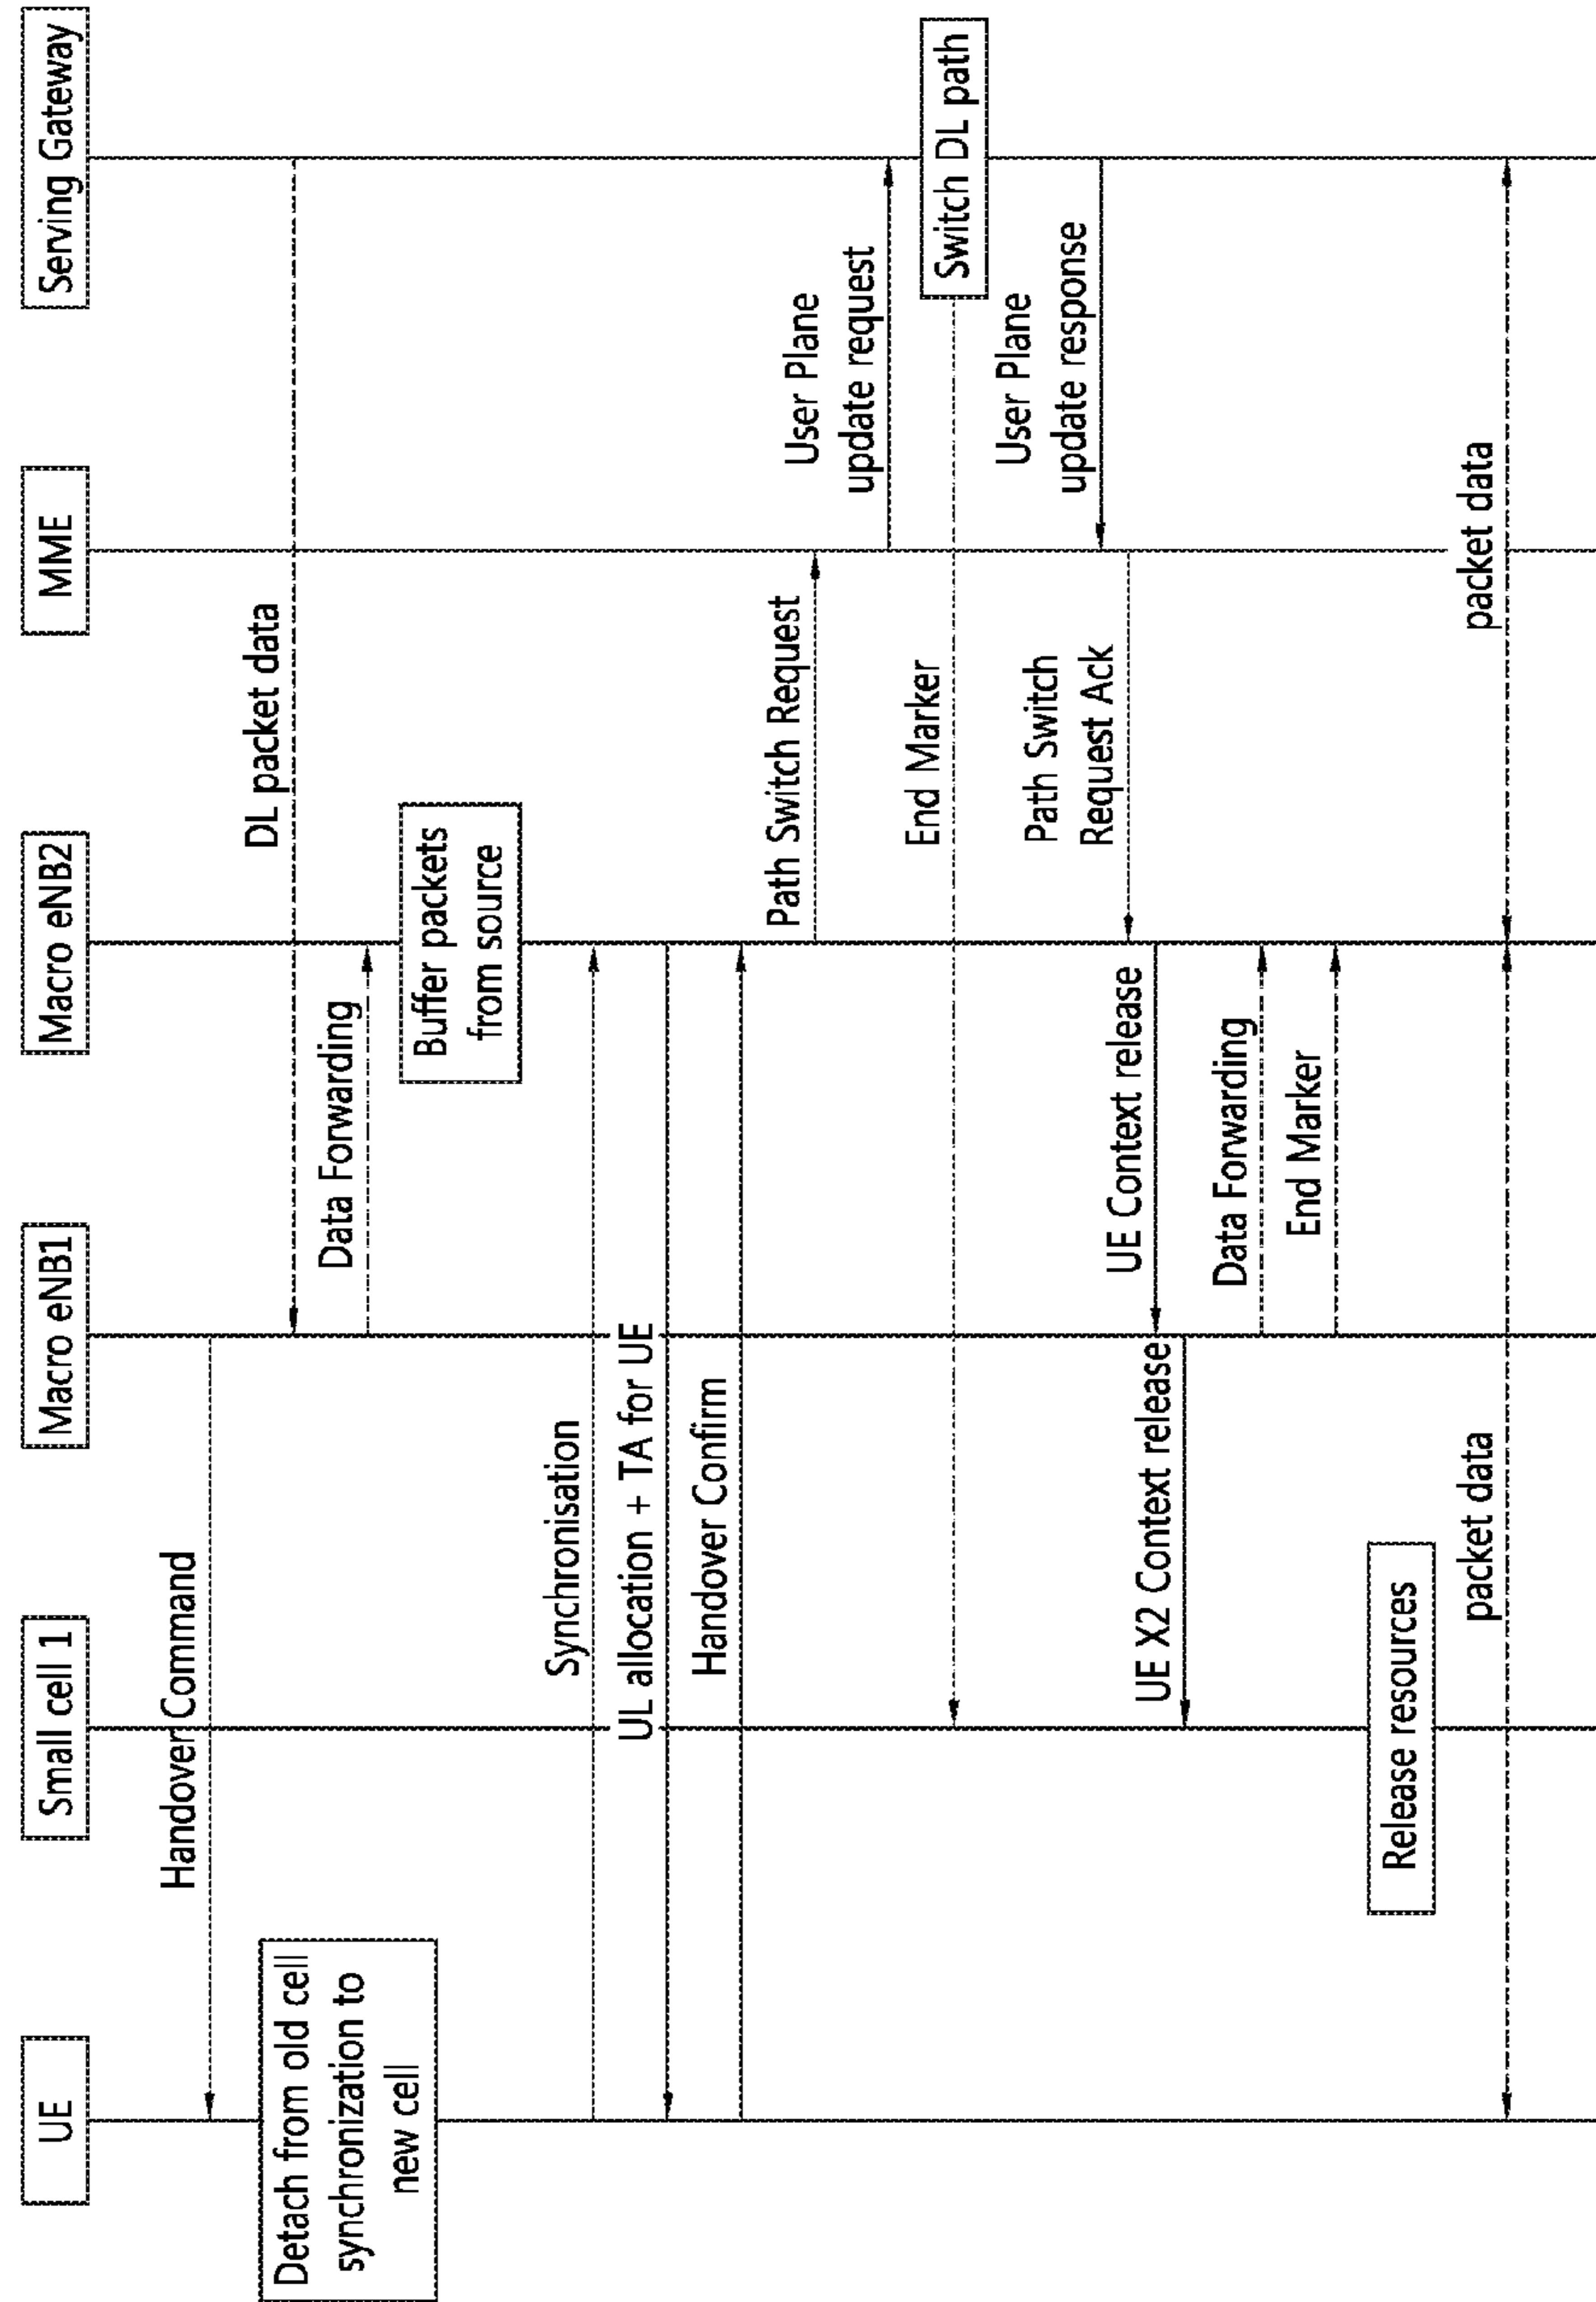 UE
Small cell 1
Macro eNB1
Macro eNB2
MME
Serving Gateway
Handover Command
DL packet data
Detach from old cell
synchronization to
new cell
Data Forwarding
Buffer packets
from source
Synchronisation
UL allocation + TA for UE
Handover Confirm
Path Switch Request
User Plane
update request
End Marker
Switch DL path
User Plane
update response
Path Switch
Request Ack
UE Context release
UE X2 Context release
Data Forwarding
End Marker
Release resources
packet data
packet data